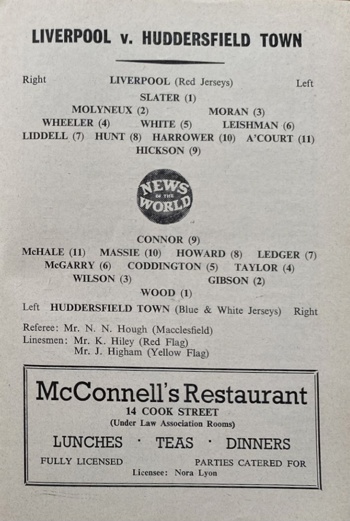 LIVERPOOL v. HUDDERSFIELD TOWN
Right LIVERPOOL (Red Jerseys) Left
SLATER (1)
MOLYNEUX (2) MORAN (3)
WHEELER (4) WHITE (5) LEISHMAN (6)
LIDDELL (7) HUNT (8) HARROWER (10) A'COURT (11)
HICKSON (9)
NEWS
OF THE
WORLD
CONNOR (9)
McHALE (11) MASSIE (10) HOWARD (8) LEDGER (7)
McGARRY (6) CODDINGTON (5) TAYLOR (4)
WILSON (3) GIBSON (2)
WOOD (1)
Left HUDDERSFIELD TOWN (Blue & White Jerseys) Right
Referee: Mr. N. N. Hough (Macclesfield)
Linesmen: Mr. K. Hiley (Red Flag)
Mr. J. Higham (Yellow Flag)
McConnell's Restaurant
14 COOK STREET
(Under Law Association Rooms)
LUNCHES · TEAS · DINNERS
FULLY LICENSED PARTIES CATERED FOR
Licensee: Nora Lyon